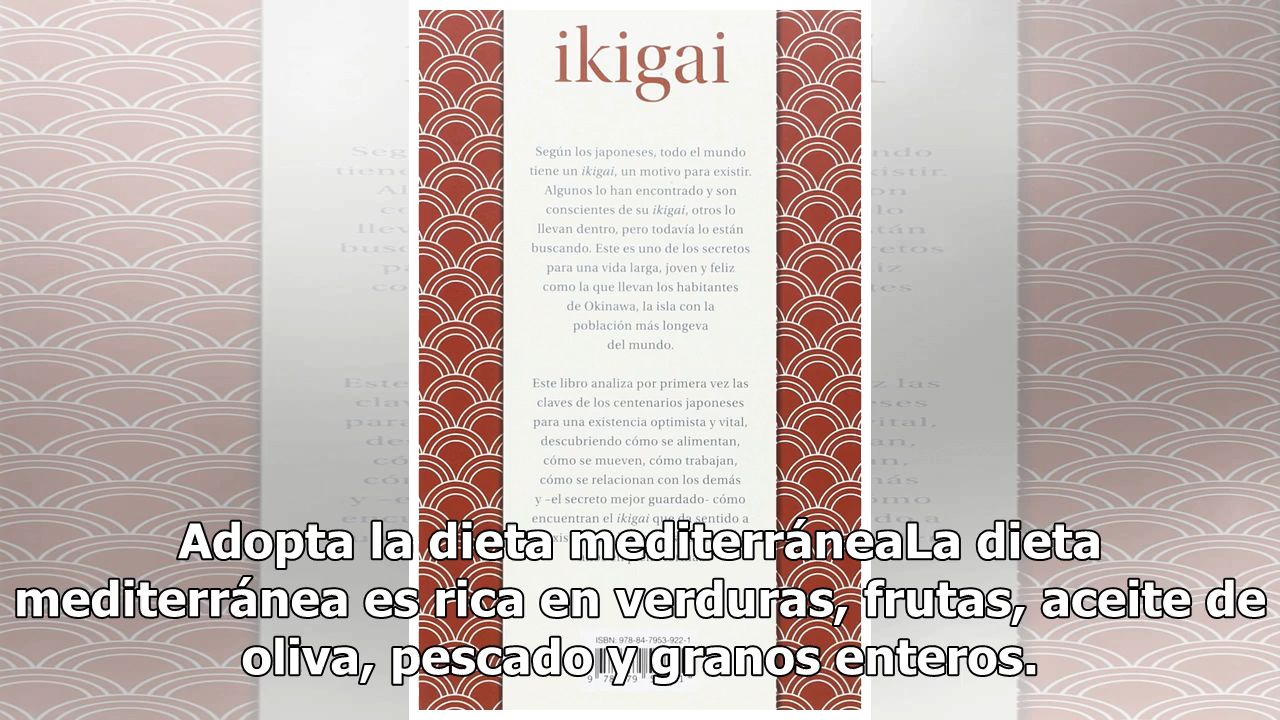 ikigai
Según los japoneses, todo el mundo
tiene un ikigai, un motivo para existir.
Algunos lo han encontrado y son
conscientes de su ikigai, otros lo
llevan dentro, pero todavía lo están
buscando. Este es uno de los secretos
para una vida larga, joven y feliz
como la que llevan los habitantes
de Okinawa, la isla con la
población más longeva
del mundo.
Este libro analiza por primera vez las
claves de los centenarios japoneses
para una existencia optimista y vital,
descubriendo cómo se alimentan,
cómo se mueven, cómo trabajan,
cómo se relacionan con los demás
y –el secreto mejor guardado- cómo
encuentran el ikigai que da sentido a
Adopta la dieta mediterráneaLa dieta
mediterránea es rica en verduras, frutas, aceite de
oliva, pescado y granos enteros.
ISBN: 978-84-7953-922-1